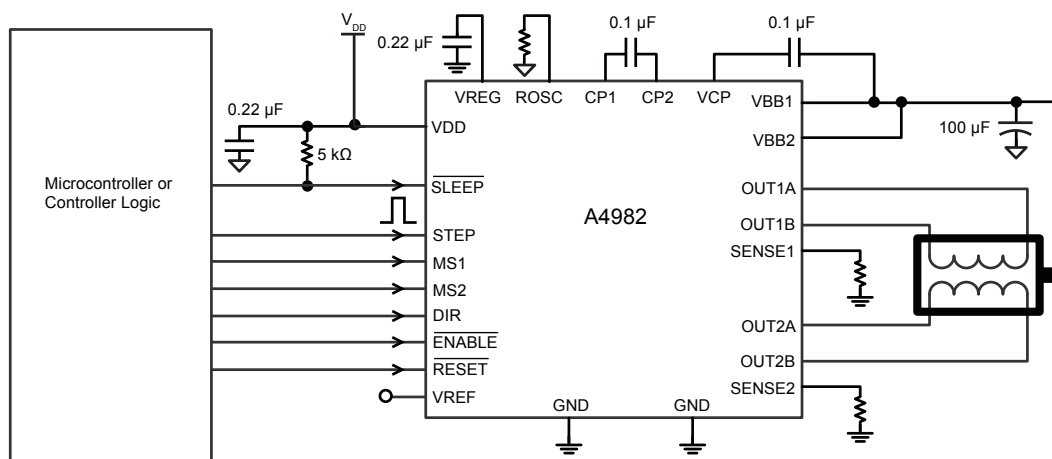 V_DD
0.22 µF
0.1 µF
0.1 µF
VREG
ROSC
CP1
CP2
VCP
VBB1
0.22 µF
VDD
VBB2
100 µF
5 kΩ
Microcontroller or
Controller Logic
SLEEP
OUT1A
A4982
OUT1B
STEP
SENSE1
MS1
MS2
DIR
OUT2A
ENABLE
OUT2B
RESET
SENSE2
VREF
GND
GND